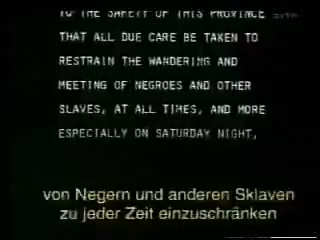 TO THE SAFETY OF THIS PROVINCE
THAT ALL DUE CARE BE TAKEN TO
RESTRAIN THE WANDERING AND
MEETING OF NEGROES AND OTHER
SLAVES, AT ALL TIMES, AND MORE
ESPECIALLY ON SATURDAY NIGHT,
von Negern und anderen Sklaven
zu jeder Zeit einzuschränken